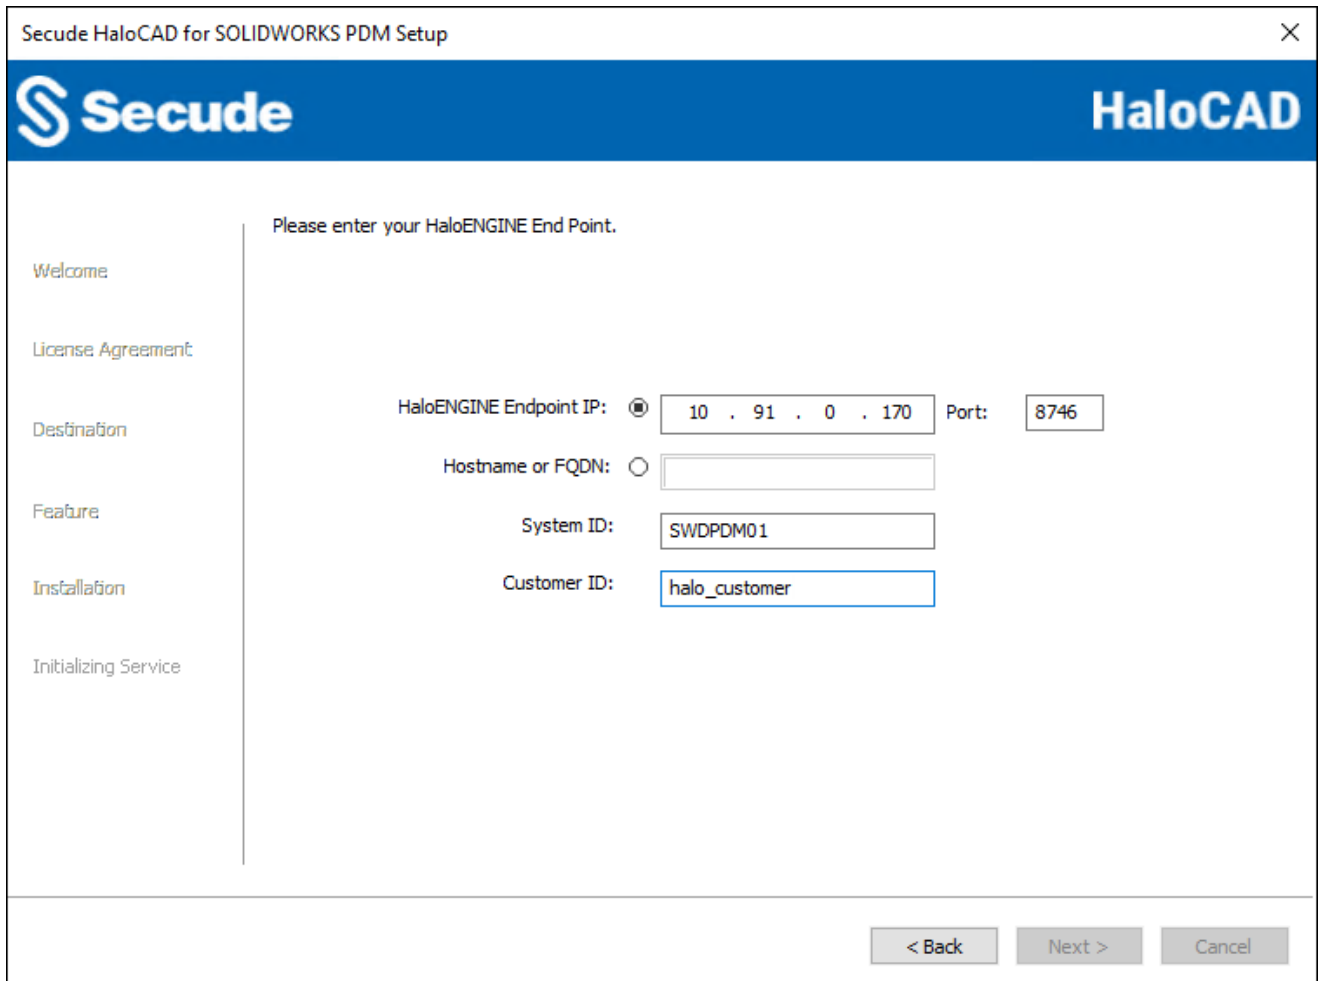 Secude HaloCAD for SOLIDWORKS PDM Setup
Secude
HaloCAD
Please enter your HaloENGINE End Point.
Welcome
License Agreement
Destination
Feature
Installation
Initializing Service
HaloENGINE Endpoint IP: 10 . 91 . 0 . 170 Port: 8746
Hostname or FQDN:
System ID: SWDPDM01
Customer ID: halo_customer
< Back Next > Cancel